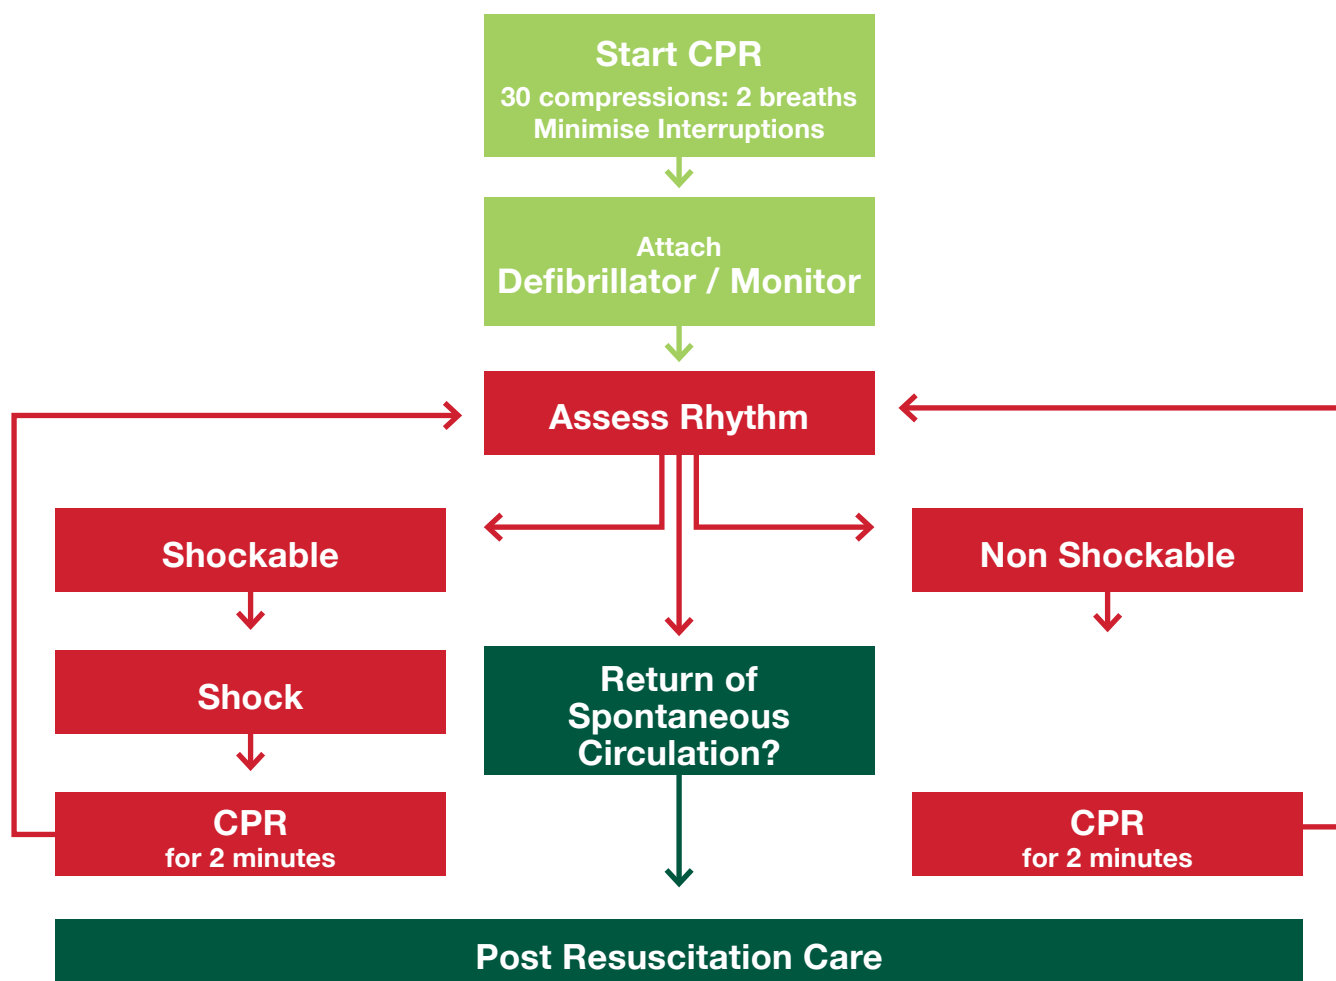 Start CPR
30 compressions: 2 breaths
Minimise Interruptions
Attach
Defibrillator / Monitor
Assess Rhythm
Shockable
Non Shockable
Shock
Return of
Spontaneous
Circulation?
CPR
for 2 minutes
CPR
for 2 minutes
Post Resuscitation Care